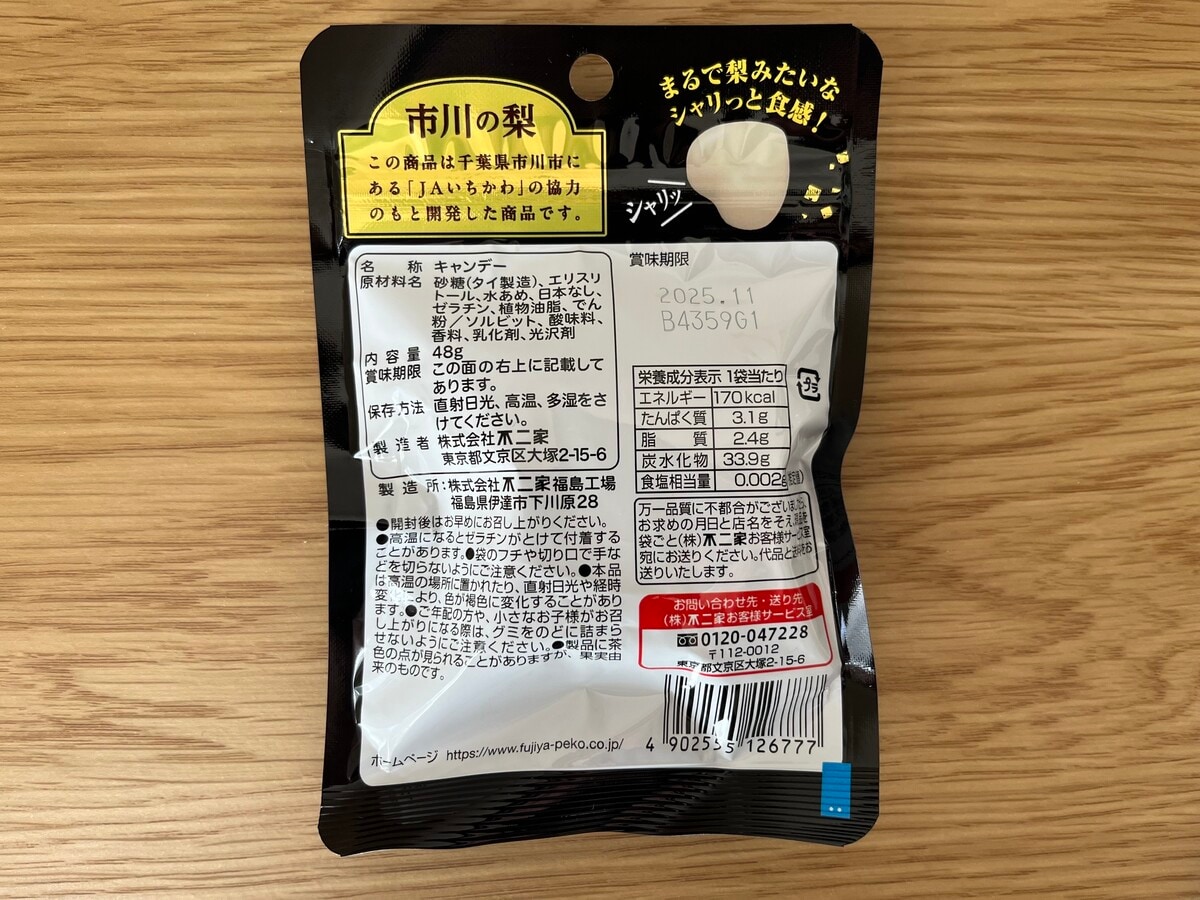 市川の梨
この商品は千葉県市川市に
ある「JAいちかわ」の協力
のもと開発した商品です。
まるで梨みたいな
シャリっと食感!
シャリッ
名称 キャンデー
原材料名 砂糖(タイ製造)、エリスリ
トール、水あめ、日本なし、
ゼラチン、植物油脂、でん
粉/ソルビット、酸味料、
香料、乳化剤、光沢剤
内容量 48g
賞味期限 この面の右上に記載して
あります。
保存方法 直射日光、高温、多湿をさ
けてください。
製造者 株式会社不二家
東京都文京区大塚2-15-6
製造所:株式会社不二家福島工場
福島県伊達市下川原28
●開封後はお早めにお召し上がりください。
●高温になるとゼラチンがとけて付着する
ことがあります。●袋のフチや切り口で手な
どを切らないようにご注意ください。●本品
は高温の場所に置かれたり、直射日光や経時
変化により、色が褐色に変化することがあり
ます。●ご年配の方や、小さなお子様がお召
し上がりになる際は、グミをのどに詰まら
せないようにご注意ください。●製品に茶
色の点が見られることがありますが、果実由
来のものです。
ホームページ https://www.fujiya-peko.co.jp/
賞味期限
2025.11
B4359G1
栄養成分表示 1袋当たり
エネルギー 170kcal
たんぱく質 3.1g
脂質 2.4g
炭水化物 33.9g
食塩相当量 0.002g
プラ
万一品質に不都合がございましたら、
お求めの月日と店名をそえ、現品を
袋ごと(株)不二家お客様サービス室
宛にお送りください。代品と送料をお
送りいたします。
お問い合わせ先・送り先
(株)不二家お客様サービス室
0120-047228
〒112-0012
東京都文京区大塚2-15-6
4 902555 126777